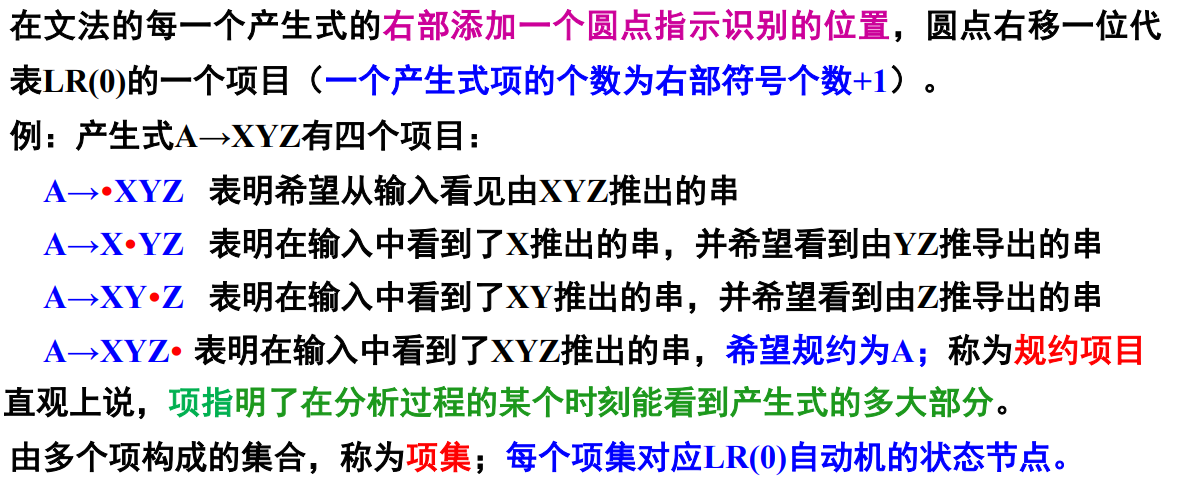 在文法的每一个产生式的右部添加一个圆点指示识别的位置，圆点右移一位代
表LR(0)的一个项目（一个产生式项的个数为右部符号个数+1）。
例：产生式A→XYZ有四个项目：
A→•XYZ 表明希望从输入看见由XYZ推出的串
A→X•YZ 表明在输入中看到了X推出的串，并希望看到由YZ推导出的串
A→XY•Z 表明在输入中看到了XY推出的串，并希望看到由Z推导出的串
A→XYZ• 表明在输入中看到了XYZ推出的串，希望规约为A；称为规约项目
直观上说，项指明了在分析过程的某个时刻能看到产生式的多大部分。
由多个项构成的集合，称为项集；每个项集对应LR(0)自动机的状态节点。